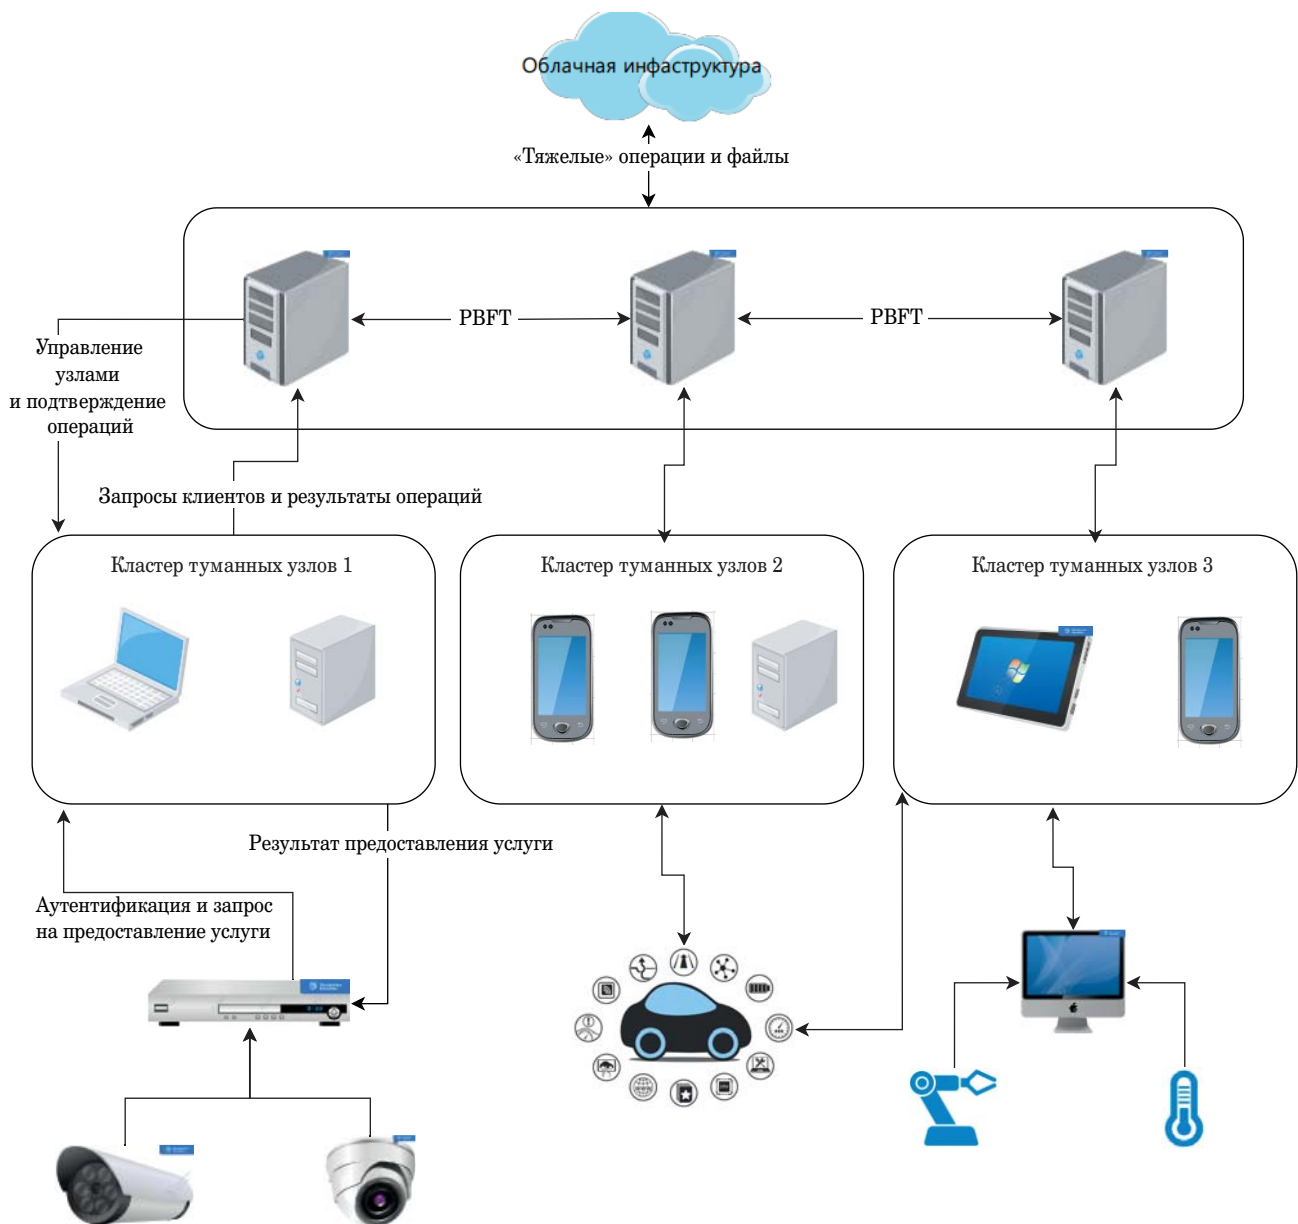 Облачная инфаструктура
«Тяжелые» операции и файлы
PBFT
PBFT
Управление
узлами
и подтверждение
операций
Запросы клиентов и результаты операций
Кластер туманных узлов 1
Кластер туманных узлов 2
Кластер туманных узлов 3
Результат предоставления услуги
Аутентификация и запрос
на предоставление услуги